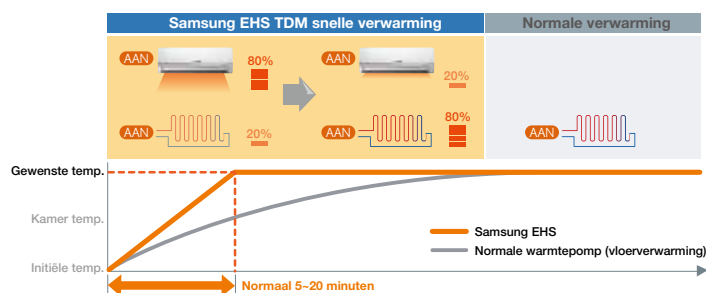 Samsung EHS TDM snelle verwarming
Normale verwarming
AAN
80%
AAN
20%
AAN
20%
AAN
80%
AAN
Gewenste temp.
Kamer temp.
Initiële temp.
Samsung EHS
Normale warmtepomp (vloerverwarming)
Normaal 5~20 minuten